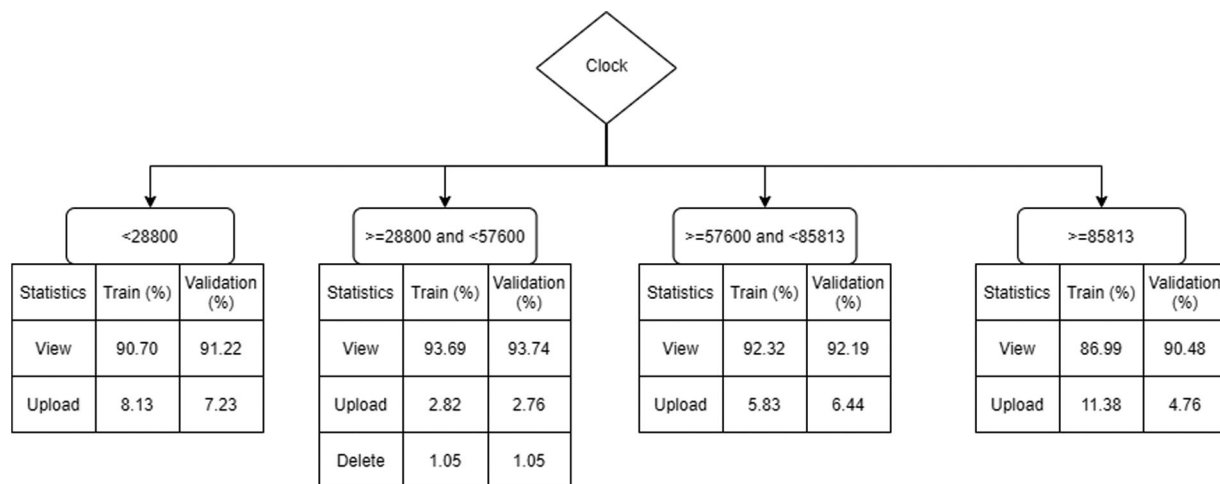 Clock
<28800
>=28800 and <57600
>=57600 and <85813
>=85813
Statistics Train (%) Validation (%)
View 90.70 91.22
Upload 8.13 7.23
Statistics Train (%) Validation (%)
View 93.69 93.74
Upload 2.82 2.76
Delete 1.05 1.05
Statistics Train (%) Validation (%)
View 92.32 92.19
Upload 5.83 6.44
Statistics Train (%) Validation (%)
View 86.99 90.48
Upload 11.38 4.76